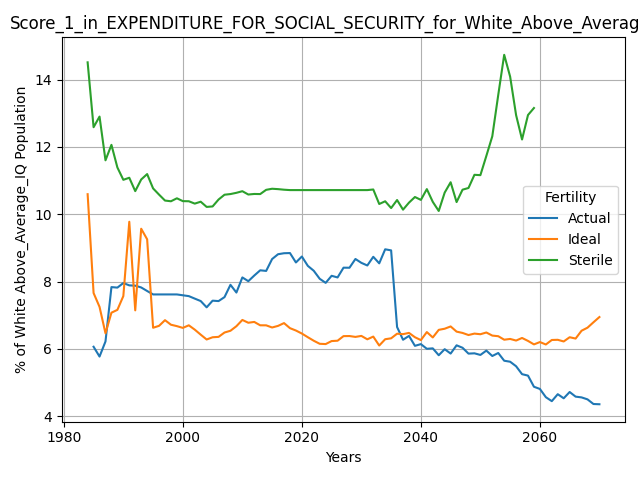 Score_1_in_EXPENDITURE_FOR_SOCIAL_SECURITY_for_White_Above_Averag
% of White Above_Average_IQ Population
14
12
10
8
6
4
Fertility
Actual
Ideal
Sterile
1980 2000 2020 2040 2060
Years